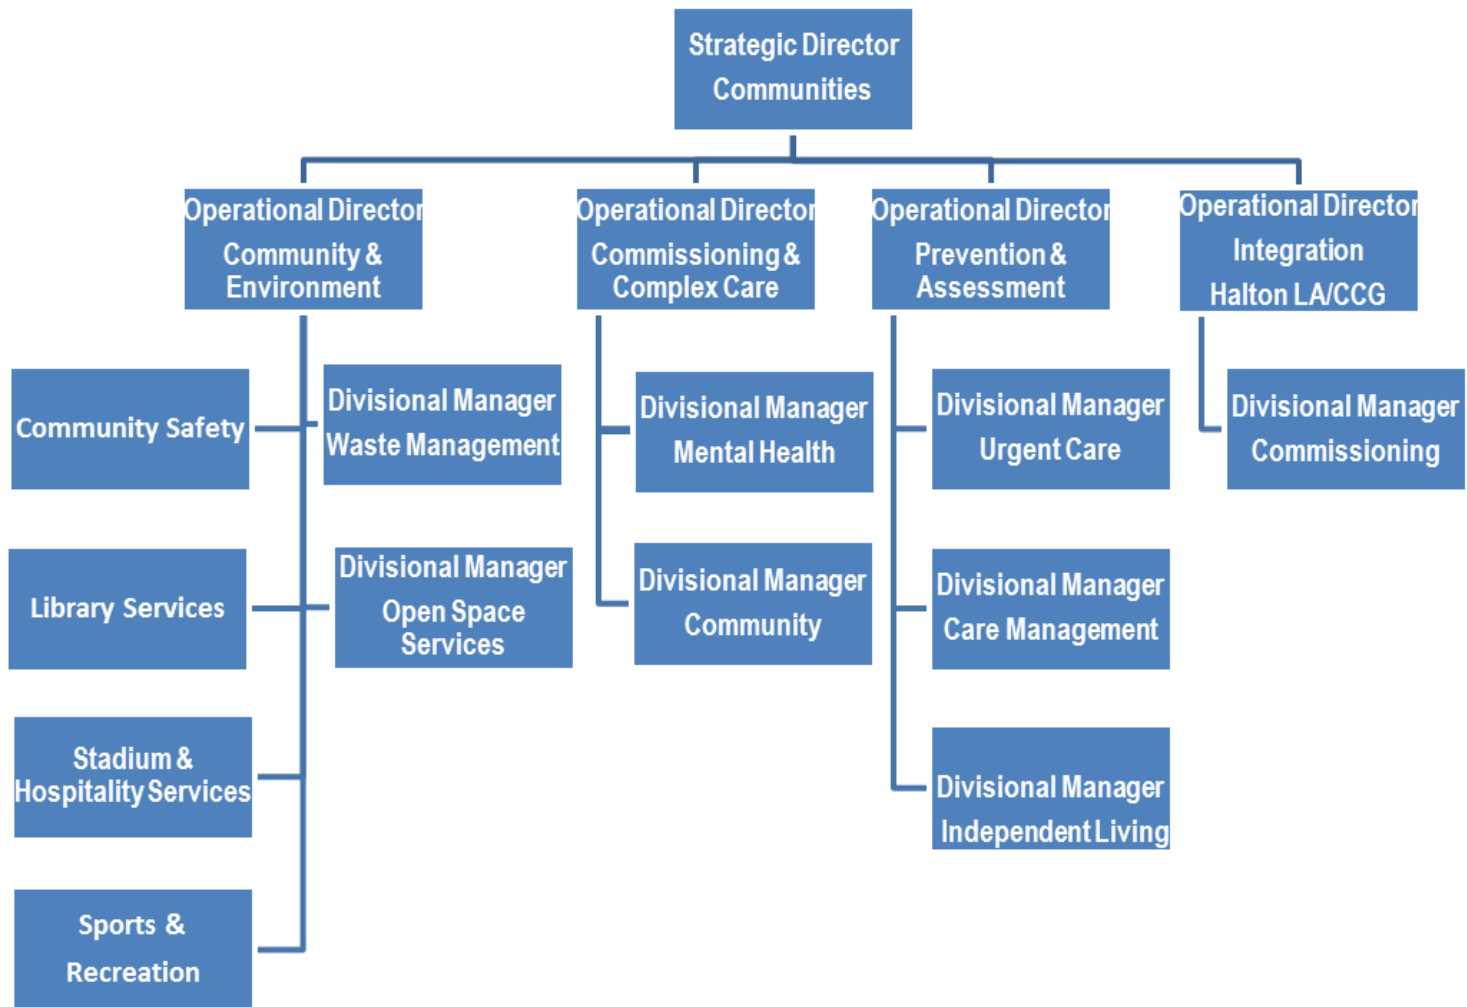 Strategic Director
Communities
Operational Director
Community &
Environment
Operational Director
Commissioning &
Complex Care
Operational Director
Prevention &
Assessment
Operational Director
Integration
Halton LA/CCG
Community Safety
Divisional Manager
Waste Management
Divisional Manager
Mental Health
Divisional Manager
Urgent Care
Divisional Manager
Commissioning
Library Services
Divisional Manager
Open Space
Services
Divisional Manager
Community
Divisional Manager
Care Management
Stadium &
Hospitality Services
Divisional Manager
Independent Living
Sports &
Recreation